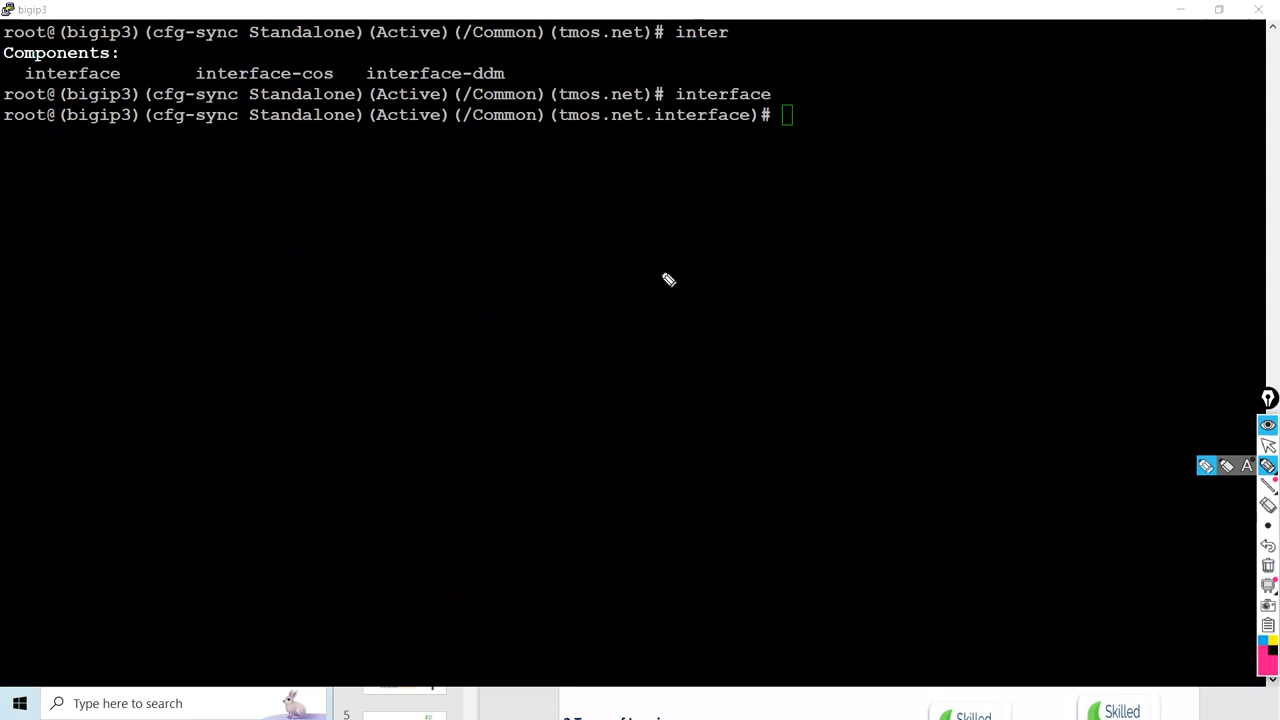 bigip3
root@(bigip3)(cfg-sync Standalone)(Active)(/Common)(tmos.net)# inter
Components:
interface interface-cos interface-ddm
root@(bigip3)(cfg-sync Standalone)(Active)(/Common)(tmos.net)# interface
root@(bigip3)(cfg-sync Standalone)(Active)(/Common)(tmos.net.interface)#
A
Type here to search
5
Skilled
Skilled